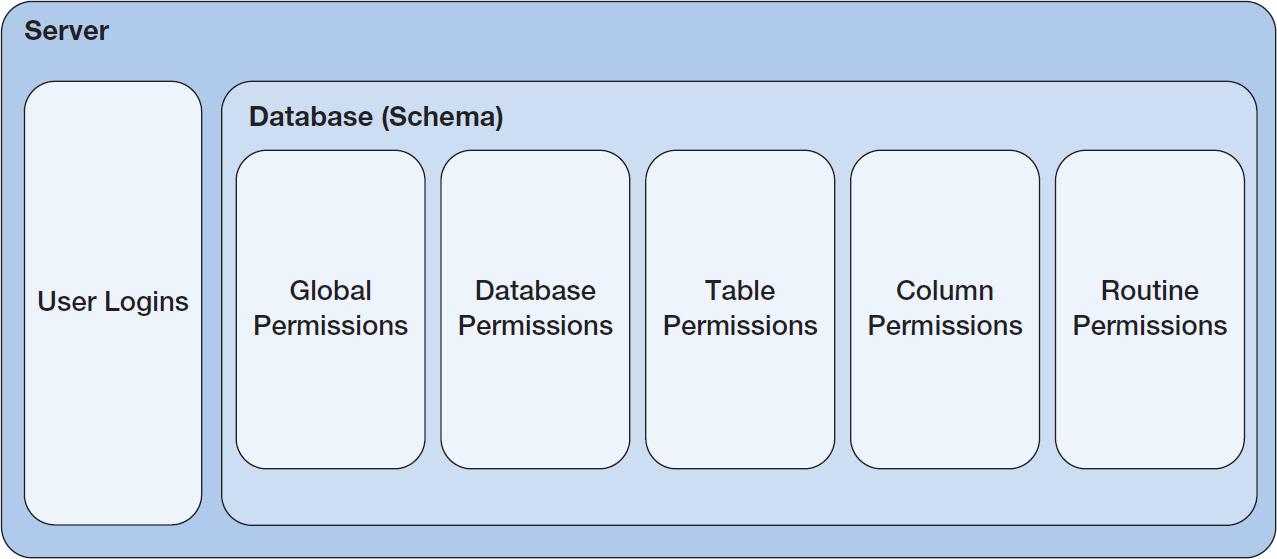 Server
Database (Schema)
User Logins
Global
Permissions
Database
Permissions
Table
Permissions
Column
Permissions
Routine
Permissions